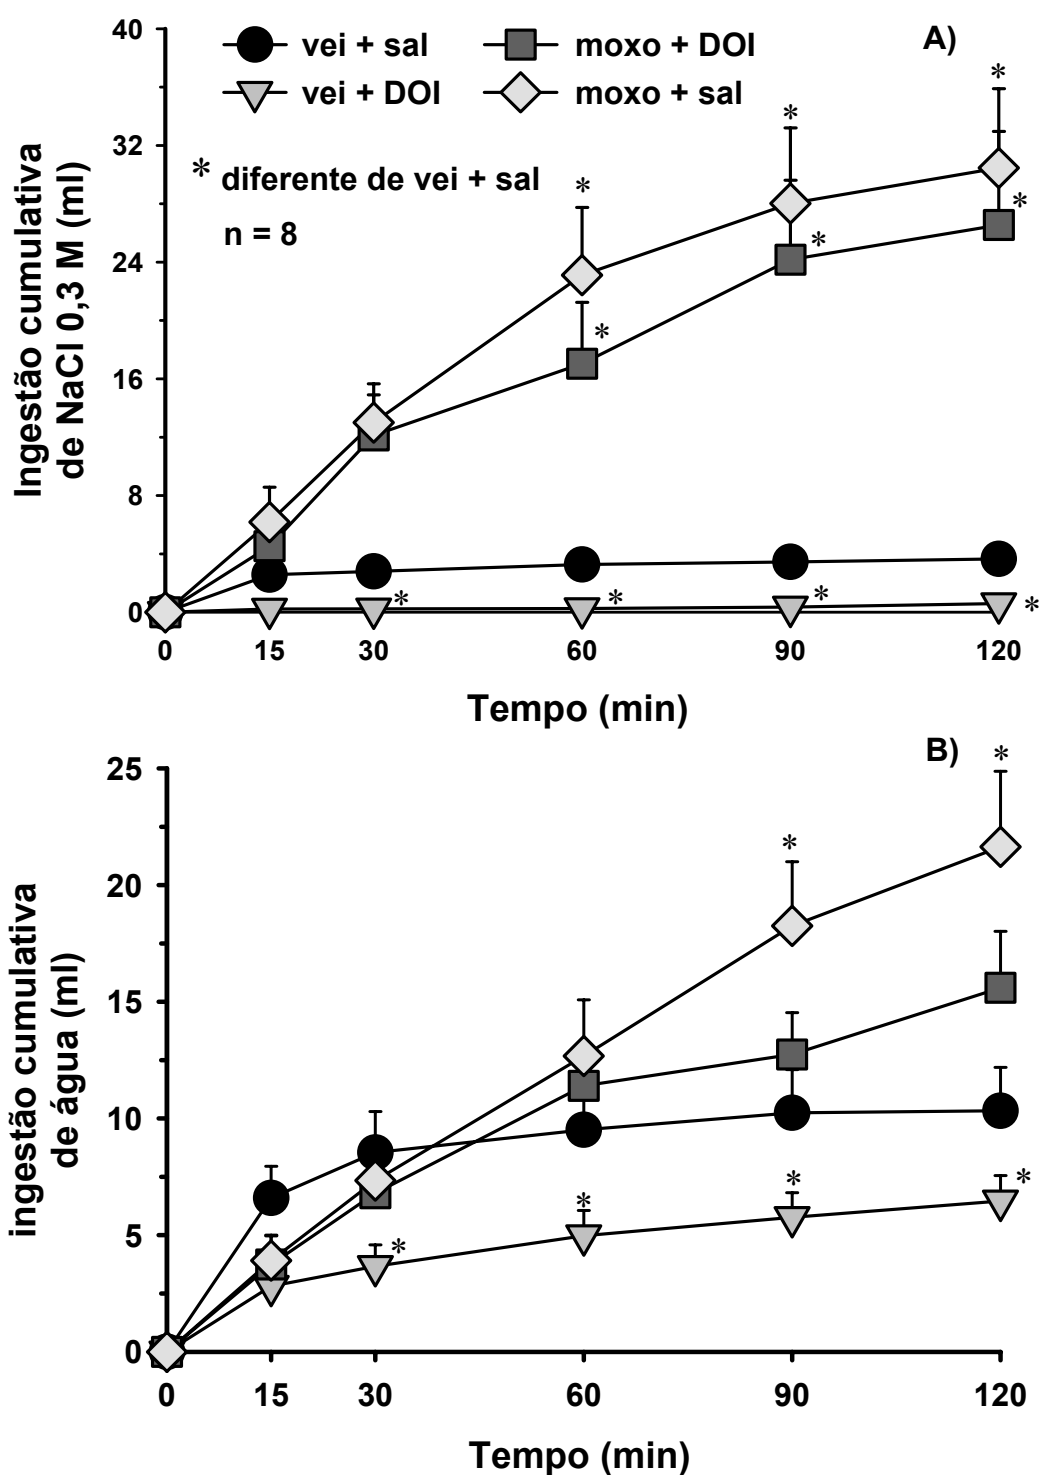 40
vei + sal
moxo + DOI
A)
vei + DOI
moxo + sal
*
*
32
*
* diferente de vei + sal
*
*
n = 8
*
24
*
16
8
0
*
*
*
*
0
15
30
60
90
120
Ingestão cumulativa
de NaCl 0,3 M (ml)
Tempo (min)
B)
25
*
*
20
15
10
5
*
*
*
*
0
0
15
30
60
90
120
ingestão cumulativa
de água (ml)
Tempo (min)